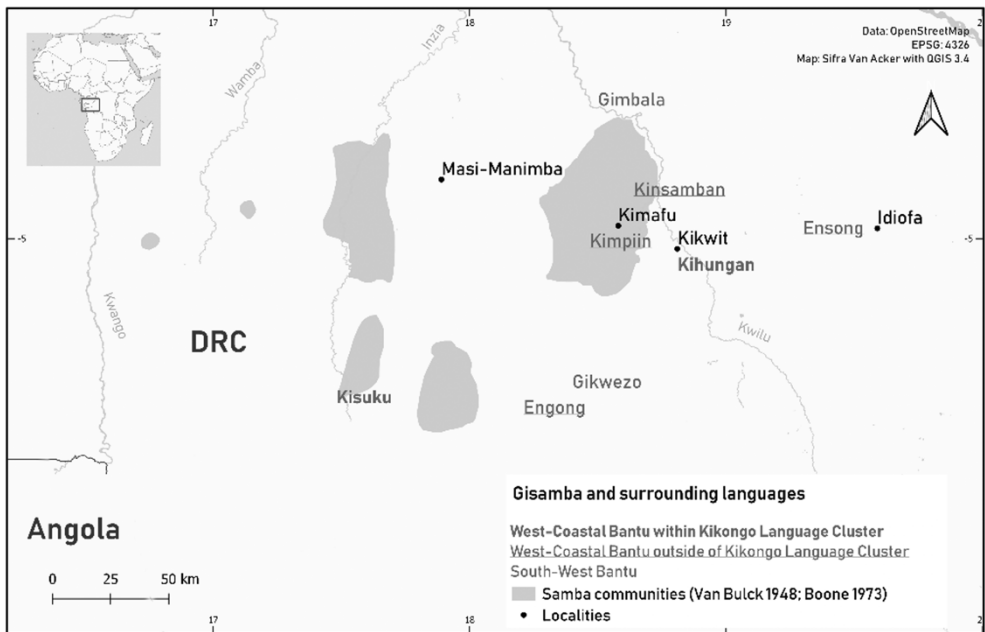 17
18
19
2
Data: OpenStreetMap
EPSG: 4326
Map: Sifra Van Acker with QGIS 3.4
Inzia
Wamba
Gimbala
Masi-Manimba
Kinsamban
Kimafu
Kimpiin
Kikwit
Kihungan
Ensong
Idiofa
-5
-5
Kwango
DRC
Kwilu
Kisuku
Gikwezo
Engong
Angola
0 25 50 km
Gisamba and surrounding languages
West-Coastal Bantu within Kikongo Language Cluster
West-Coastal Bantu outside of Kikongo Language Cluster
South-West Bantu
Samba communities (Van Bulck 1948; Boone 1973)
Localities
17
18
2